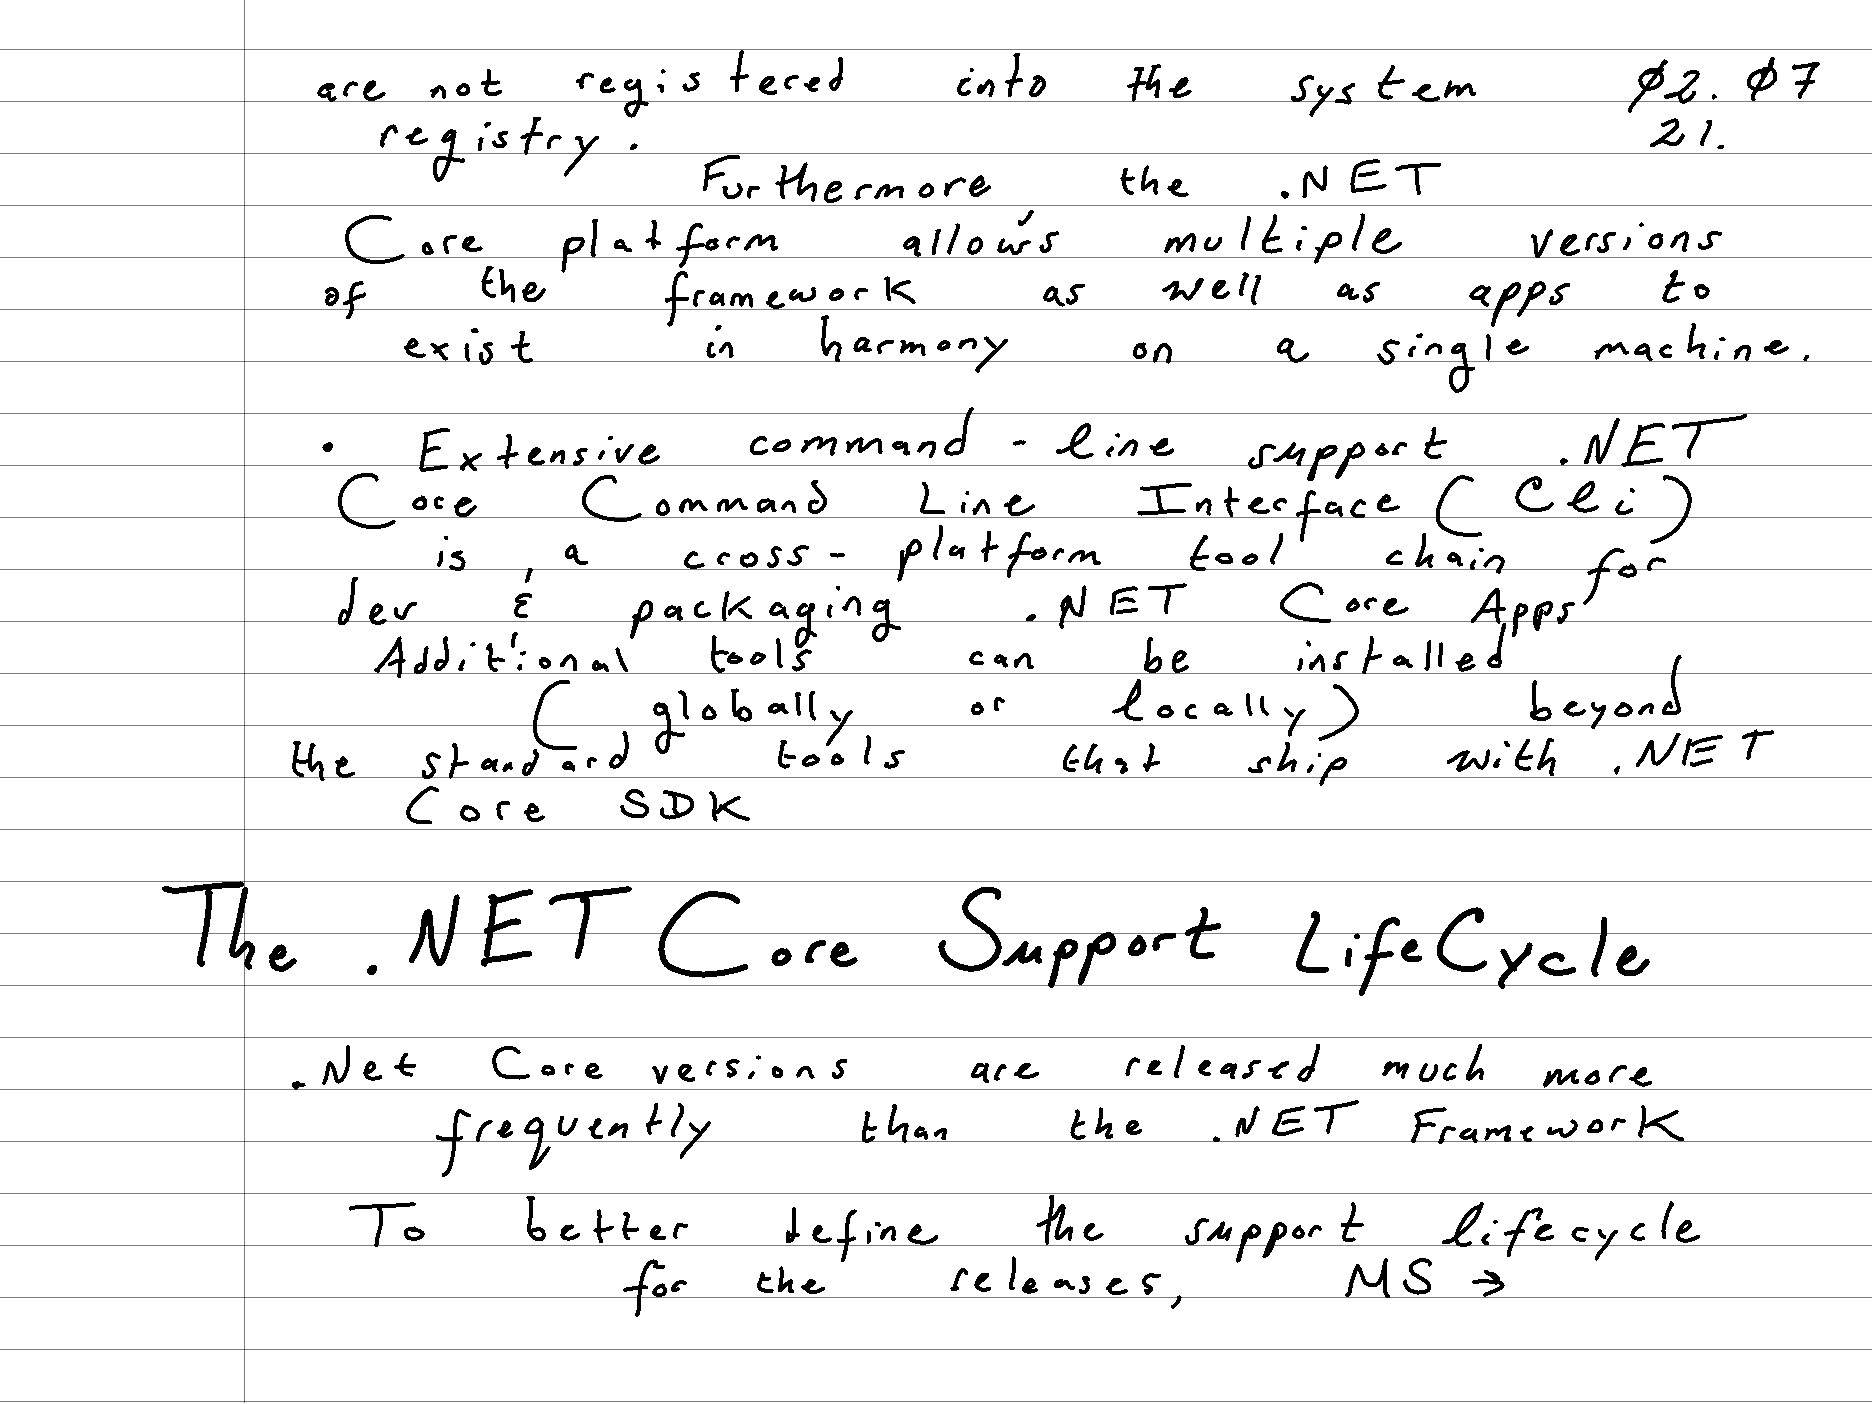 are not registered into the system ø2. ø7
registry. 21.
Furthermore the .NET
Core platform allows multiple versions
of the framework as well as apps to
exist in harmony on a single machine.
• Extensive command - line support .NET
Core Command Line Interface (Cli)
is a cross- platform tool chain for
dev & packaging .NET Core Apps
Additional tools can be installed
( globally or locally) beyond
the standard tools that ship with .NET
Core SDK
The .NET Core Support LifeCycle
.Net Core versions are released much more
frequently than the .NET Framework
To better define the support lifecycle
for the releases, MS →